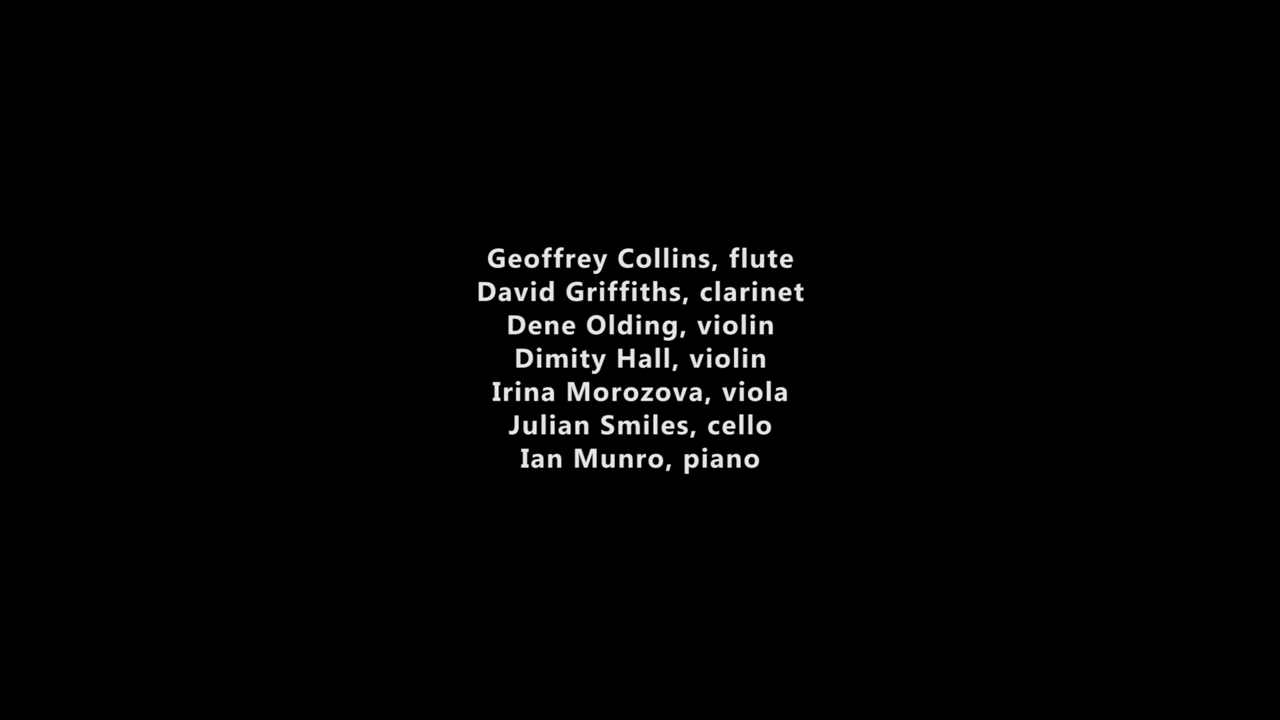 Geoffrey Collins, flute
David Griffiths, clarinet
Dene Olding, violin
Dimity Hall, violin
Irina Morozova, viola
Julian Smiles, cello
Ian Munro, piano